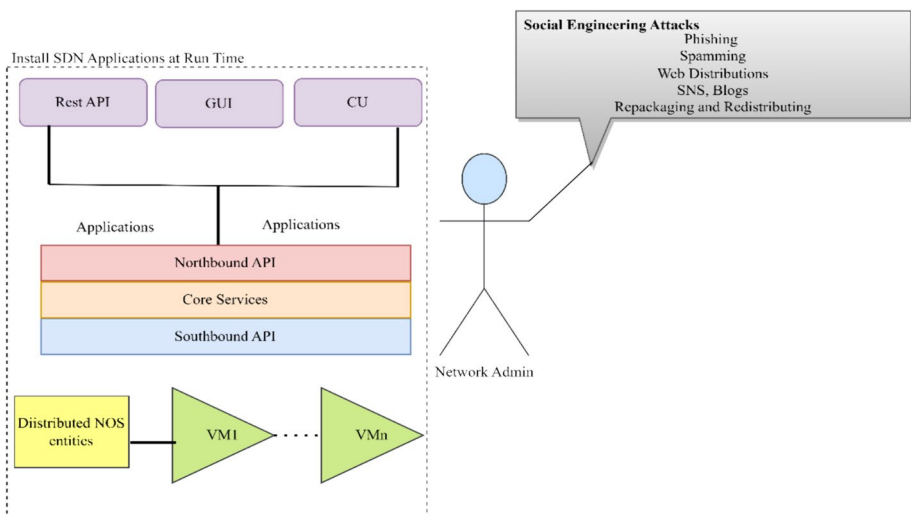 Social Engineering Attacks
Phishing
Spamming
Web Distributions
SNS, Blogs
Repackaging and Redistributing
Install SDN Applications at Run Time
Rest API
GUI
CU
Applications
Applications
Northbound API
Core Services
Southbound API
Network Admin
Diistributed NOS
entities
VM1
VMn